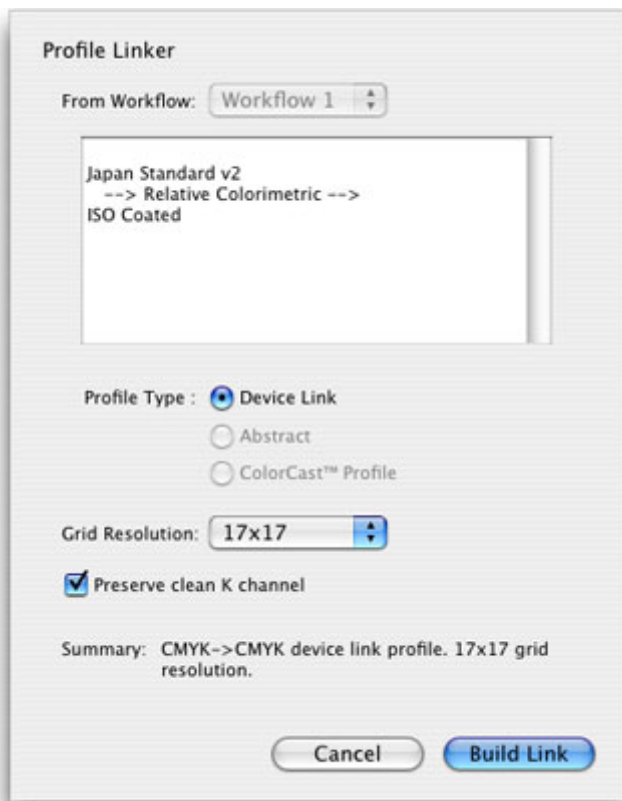 Profile Linker
From Workflow: Workflow 1
Japan Standard v2
--> Relative Colorimetric -->
ISO Coated
Profile Type : Device Link
Abstract
ColorCast™ Profile
Grid Resolution: 17x17
Preserve clean K channel
Summary: CMYK->CMYK device link profile. 17x17 grid
resolution.
Cancel Build Link